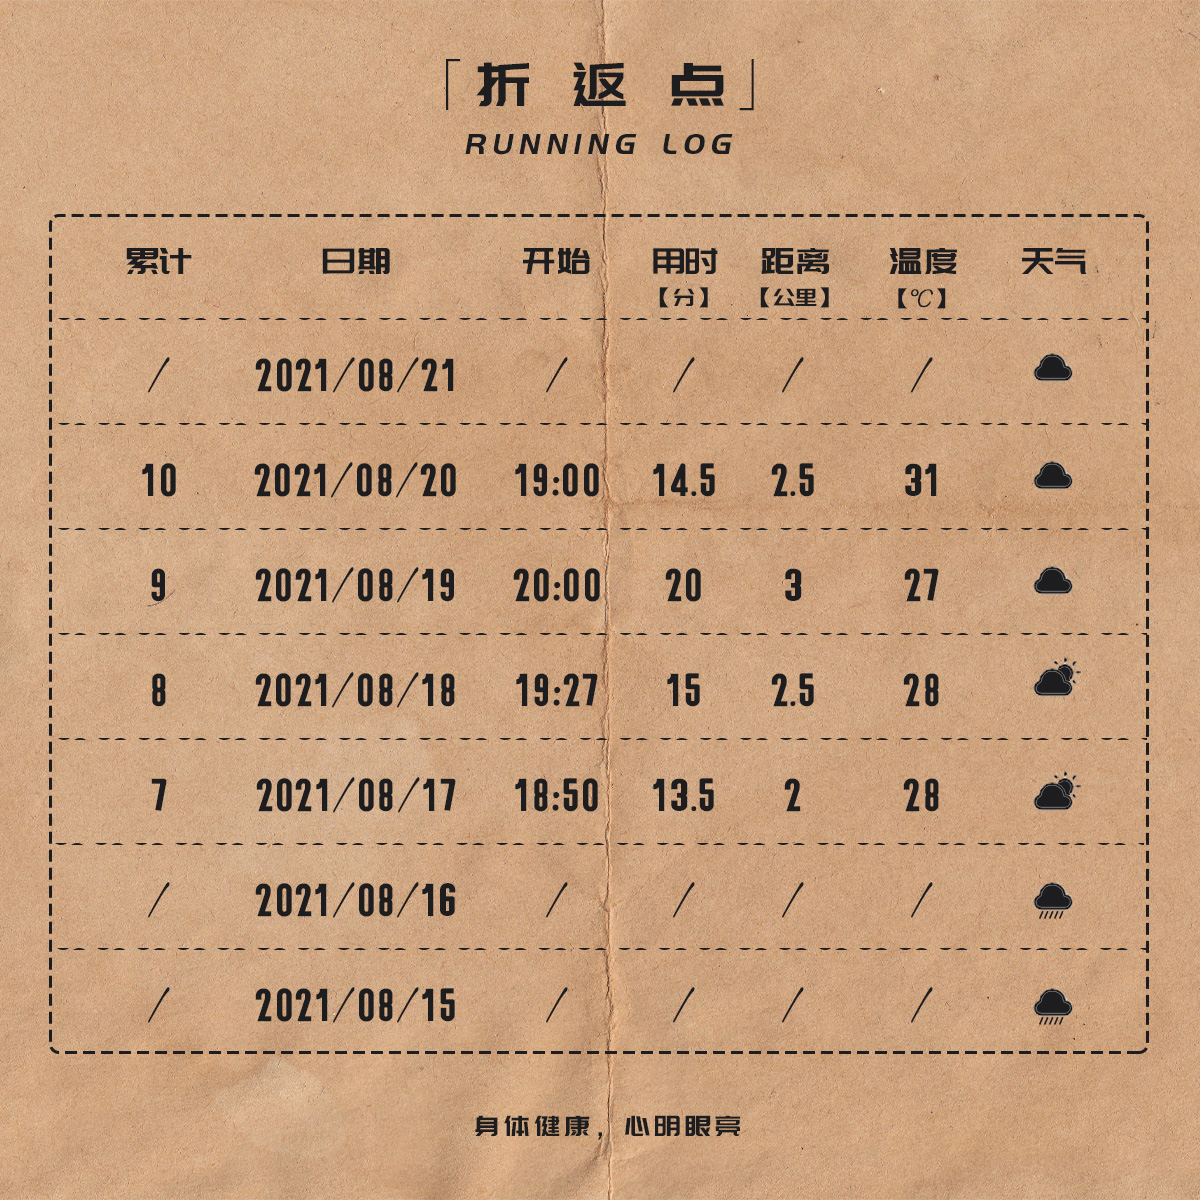 「折返点」
RUNNING LOG
累计 日期 开始 用时 距离 温度 天气
【分】 【公里】 【℃】
/ 2021/08/21 / / / /
10 2021/08/20 19:00 14.5 2.5 31
9 2021/08/19 20:00 20 3 27
8 2021/08/18 19:27 15 2.5 28
7 2021/08/17 18:50 13.5 2 28
/ 2021/08/16 / / / /
/ 2021/08/15 / / / /
身体健康，心明眼亮